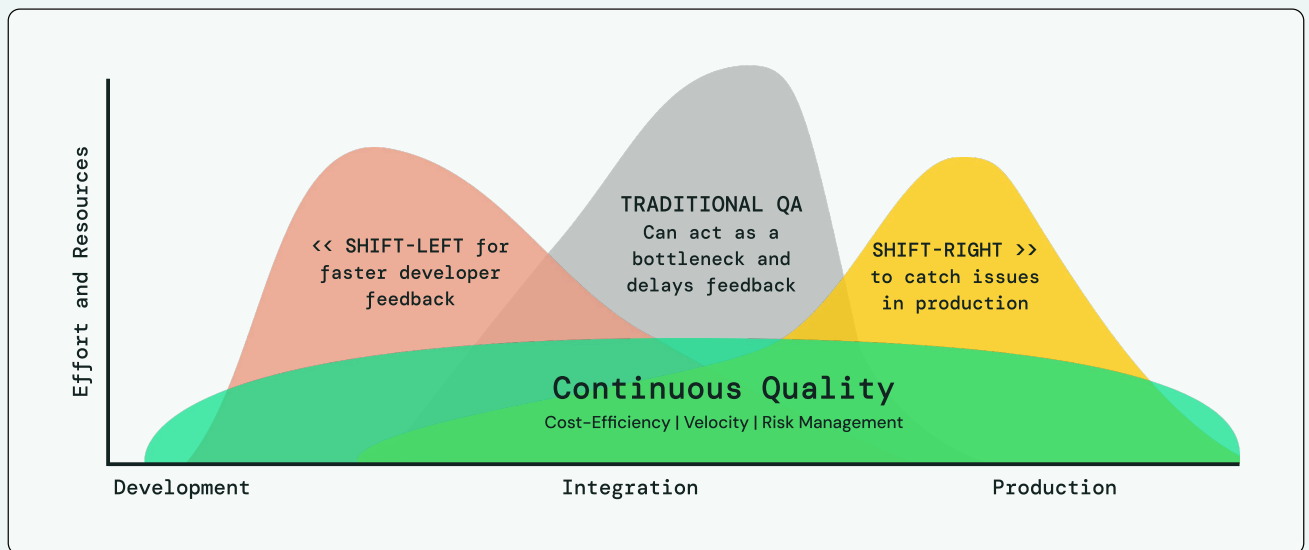 Effort and Resources
<< SHIFT-LEFT for
faster developer
feedback
TRADITIONAL QA
Can act as a
bottleneck and
delays feedback
SHIFT-RIGHT >>
to catch issues
in production
Continuous Quality
Cost-Efficiency | Velocity | Risk Management
Development
Integration
Production